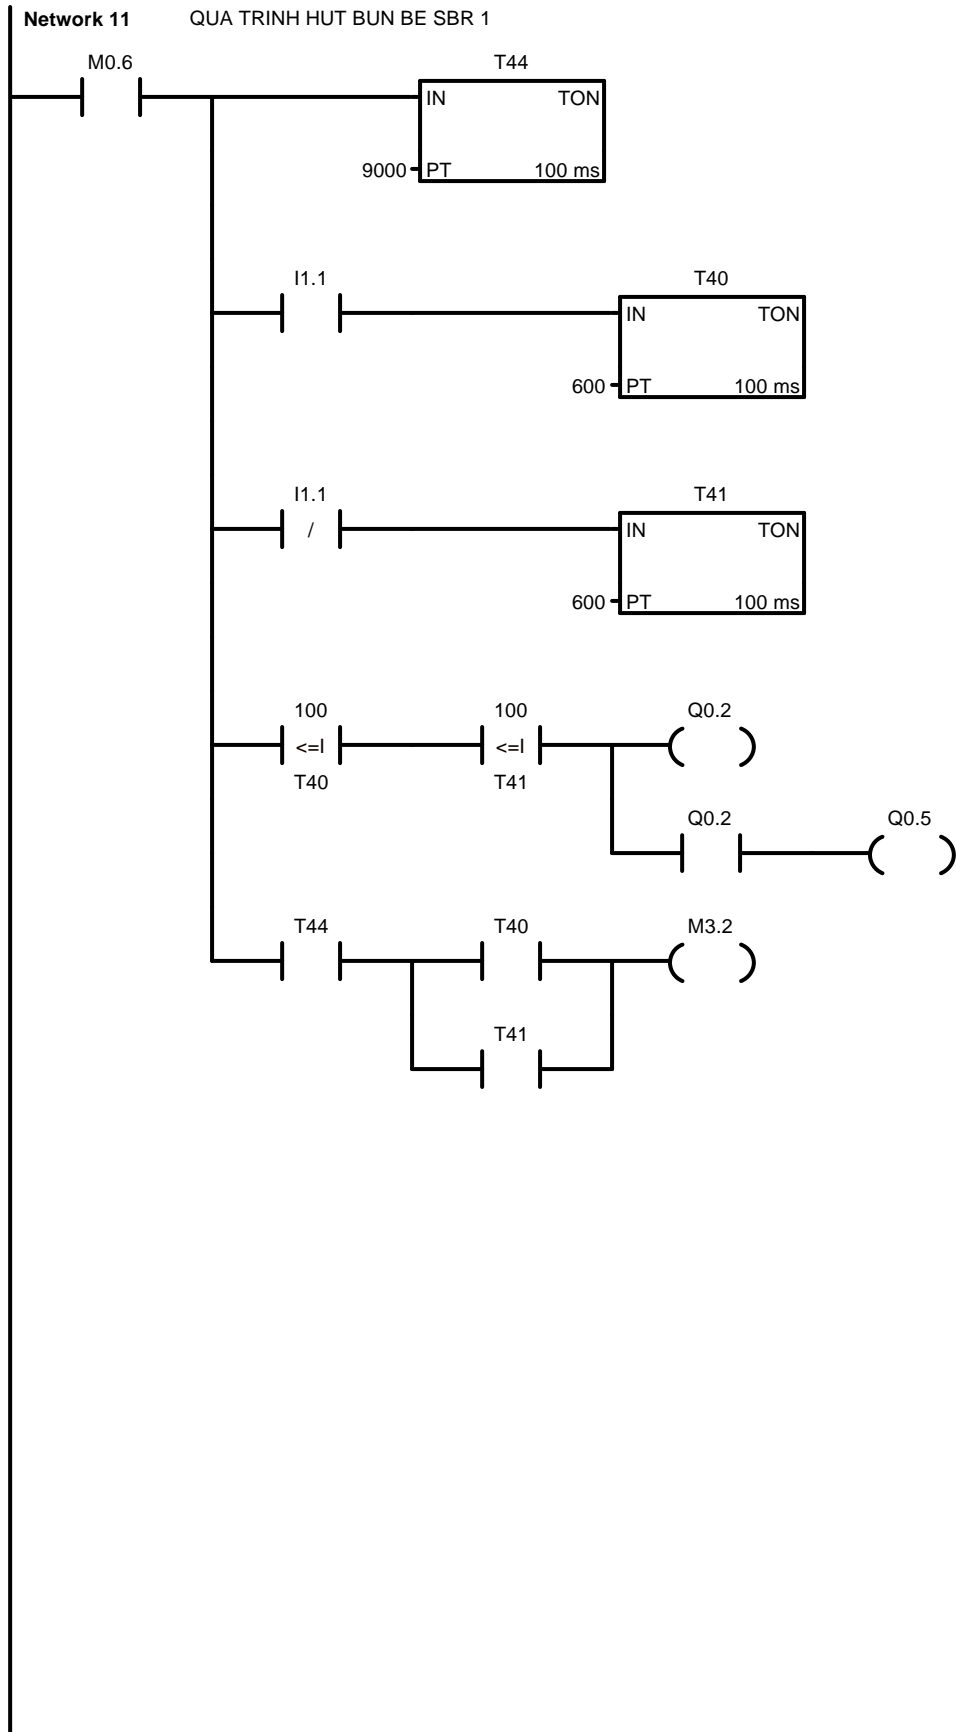 Network 11 QUA TRINH HUT BUN BE SBR 1
M0.6 T44
IN TON
9000 PT 100 ms
I1.1 T40
IN TON
600 PT 100 ms
I1.1 T41
/ IN TON
600 PT 100 ms
100 100 Q0.2
<=I <=I
T40 T41
Q0.2 Q0.5
T44 T40 M3.2
T41